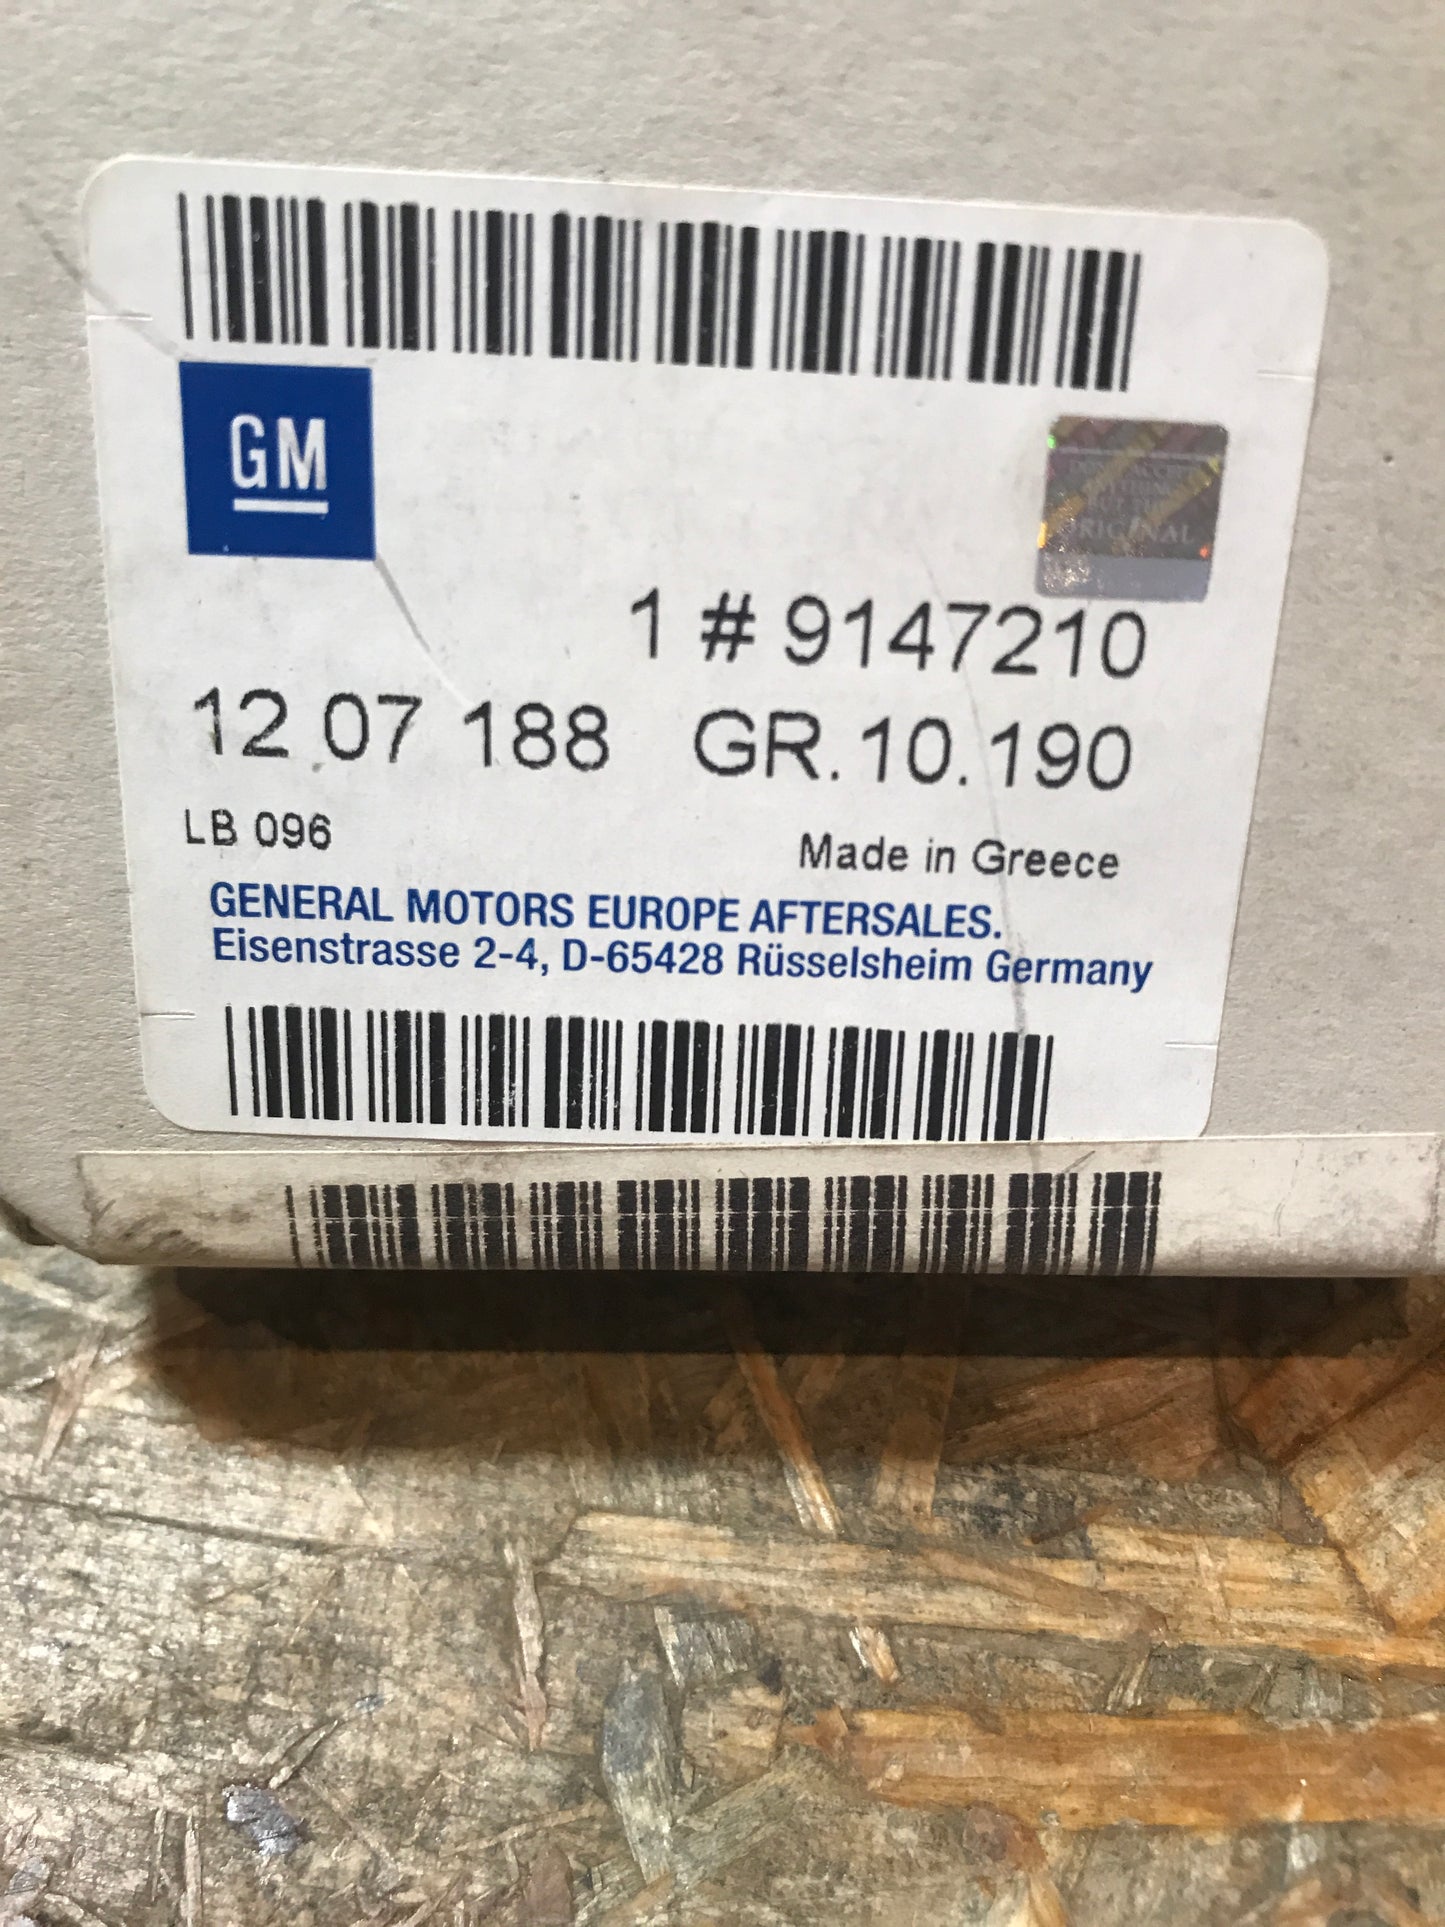 GM
ORIGINAL
1 # 9147210
12 07 188 GR.10.190
LB 096 Made in Greece
GENERAL MOTORS EUROPE AFTERSALES.
Eisenstrasse 2-4, D-65428 Rüsselsheim Germany